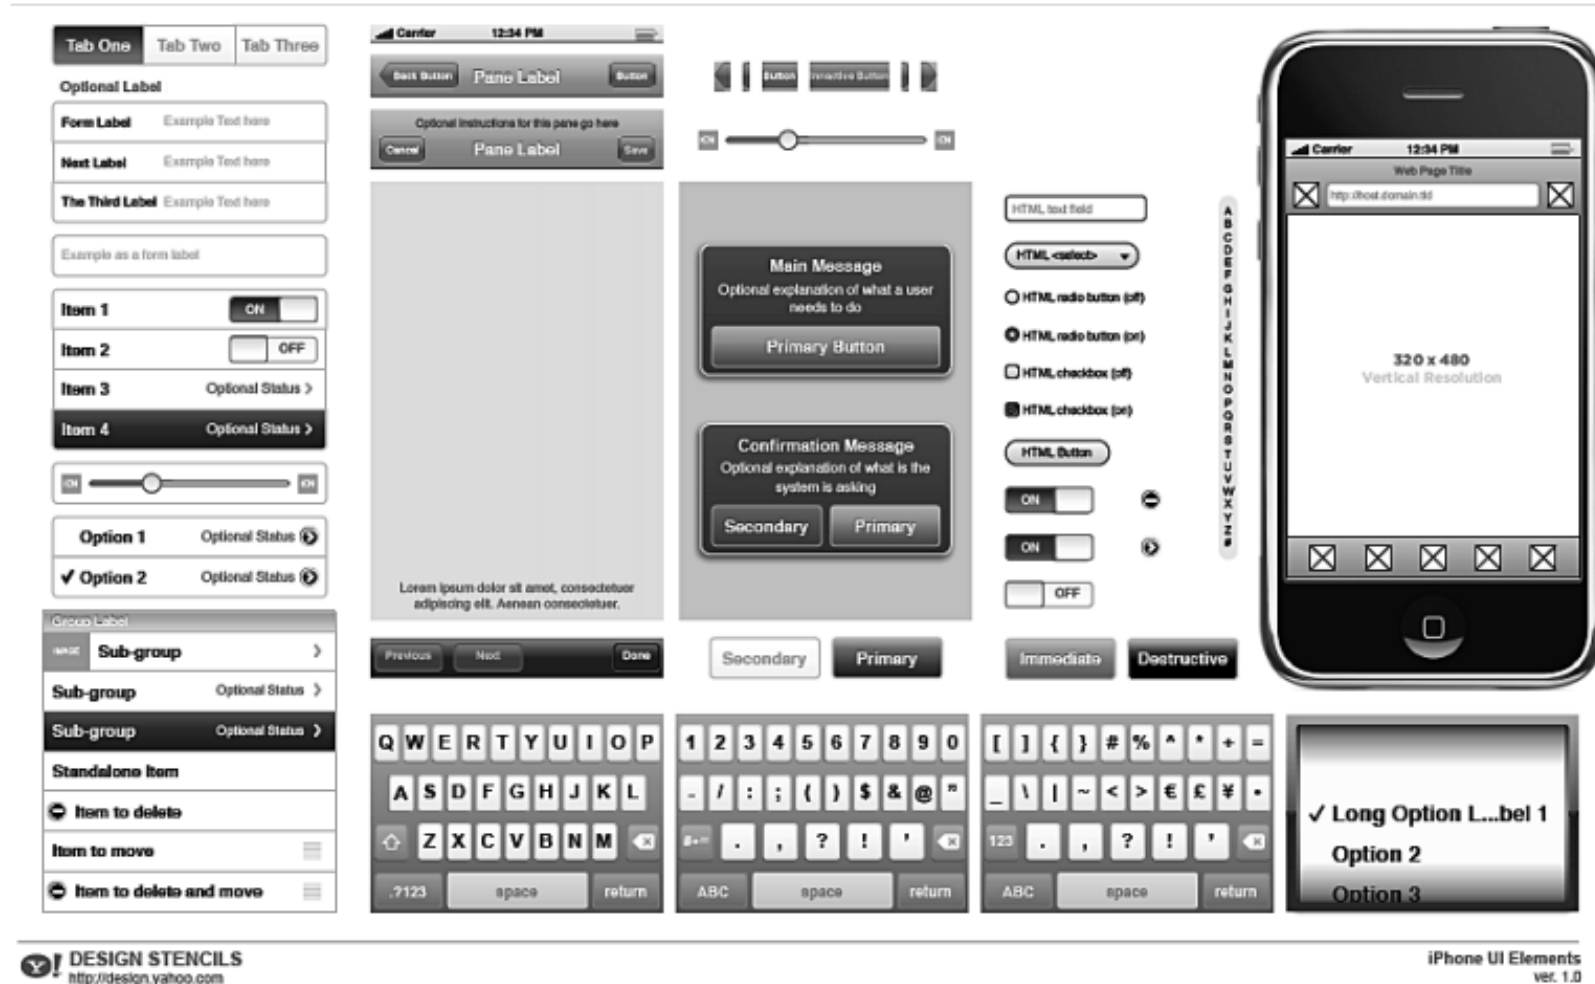 Tab One Tab Two Tab Three
Optional Label
Form Label Example Text here
Next Label Example Text here
The Third Label Example Text here
Example as a form label
Item 1 ON
Item 2 OFF
Item 3 Optional Status
Item 4 Optional Status
Option 1 Optional Status
✓ Option 2 Optional Status
Group Label
IMAGE Sub-group
Sub-group Optional Status
Sub-group Optional Status
Standalone Item
Item to delete
Item to move
Item to delete and move
Carrier 12:34 PM
Back Button Pane Label Button
Optional instructions for this pane go here
Cancel Pane Label Save
Lorem ipsum dolor sit amet, consectetuer
adipiscing elit. Aenean consectetuer.
Previous Next Done
Button Inactive Button
Main Message
Optional explanation of what a user
needs to do
Primary Button
Confirmation Message
Optional explanation of what is the
system is asking
Secondary Primary
Secondary Primary
HTML text field
HTML <select>
HTML radio button (off)
HTML radio button (on)
HTML checkbox (off)
HTML checkbox (on)
HTML Button
ON
ON
OFF
Immediate Destructive
A
B
C
D
E
F
G
H
I
J
K
L
M
N
O
P
Q
R
S
T
U
V
W
X
Y
Z
#
Carrier 12:34 PM
Web Page Title
http://host.domain.tld
320 x 480
Vertical Resolution
Q W E R T Y U I O P
A S D F G H J K L
Z X C V B N M
.?123 space return
1 2 3 4 5 6 7 8 9 0
- / : ; ( ) $ & @ "
#+= . , ? ! '
ABC space return
[ ] { } # % ^ * + =
_ \ | ~ < > € £ ¥ •
123 . , ? ! '
ABC space return
✓ Long Option L...bel 1
Option 2
Option 3
Y! DESIGN STENCILS
http://design.yahoo.com
iPhone UI Elements
ver. 1.0